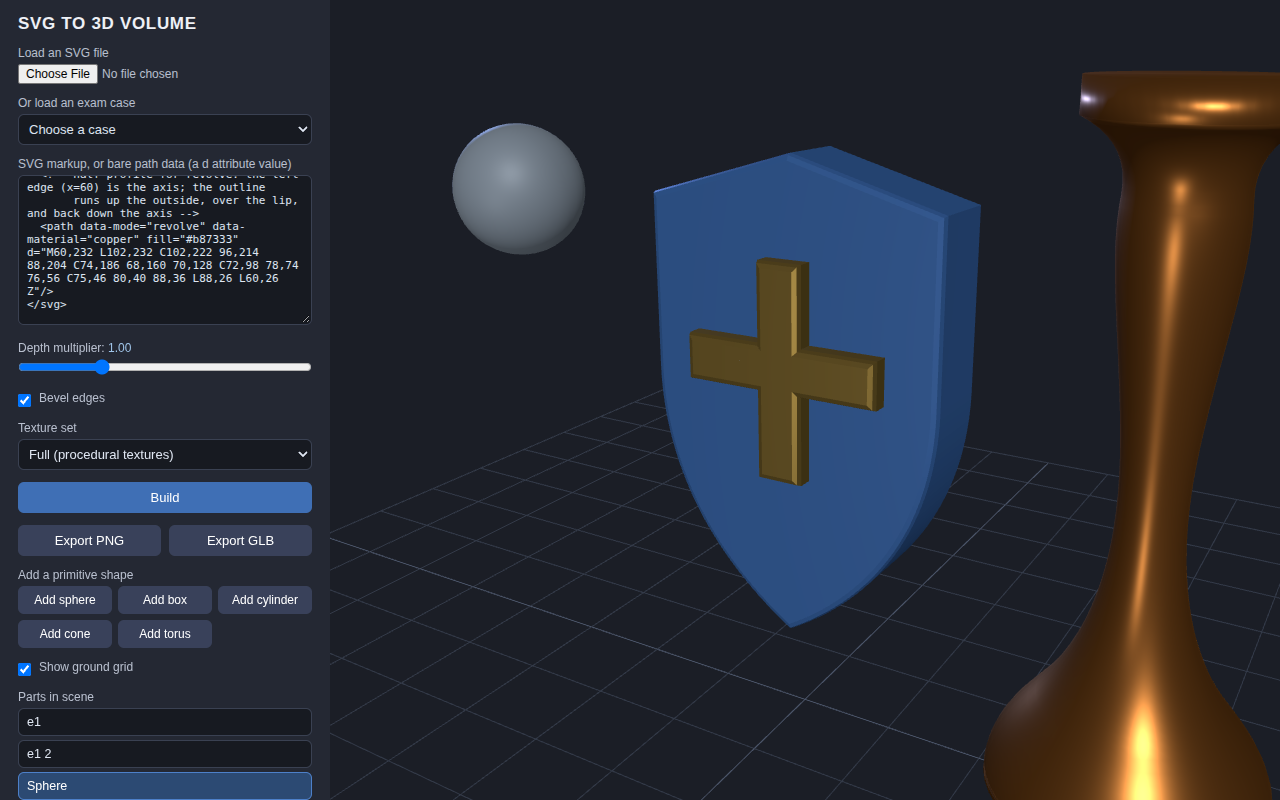 SVG TO 3D VOLUME
Load an SVG file
Choose File No file chosen
Or load an exam case
Choose a case
SVG markup, or bare path data (a d attribute value)
edge (x=60) is the axis; the outline
runs up the outside, over the lip,
and back down the axis -->
<path data-mode="revolve" data-
material="copper" fill="#b87333"
d="M60,232 L102,232 C102,222 96,214
88,204 C74,186 68,160 70,128 C72,98 78,74
76,56 C75,46 80,40 88,36 L88,26 L60,26
Z"/>
</svg>
Depth multiplier: 1.00
Bevel edges
Texture set
Full (procedural textures)
Build
Export PNG Export GLB
Add a primitive shape
Add sphere Add box Add cylinder
Add cone Add torus
Show ground grid
Parts in scene
e1
e1 2
Sphere